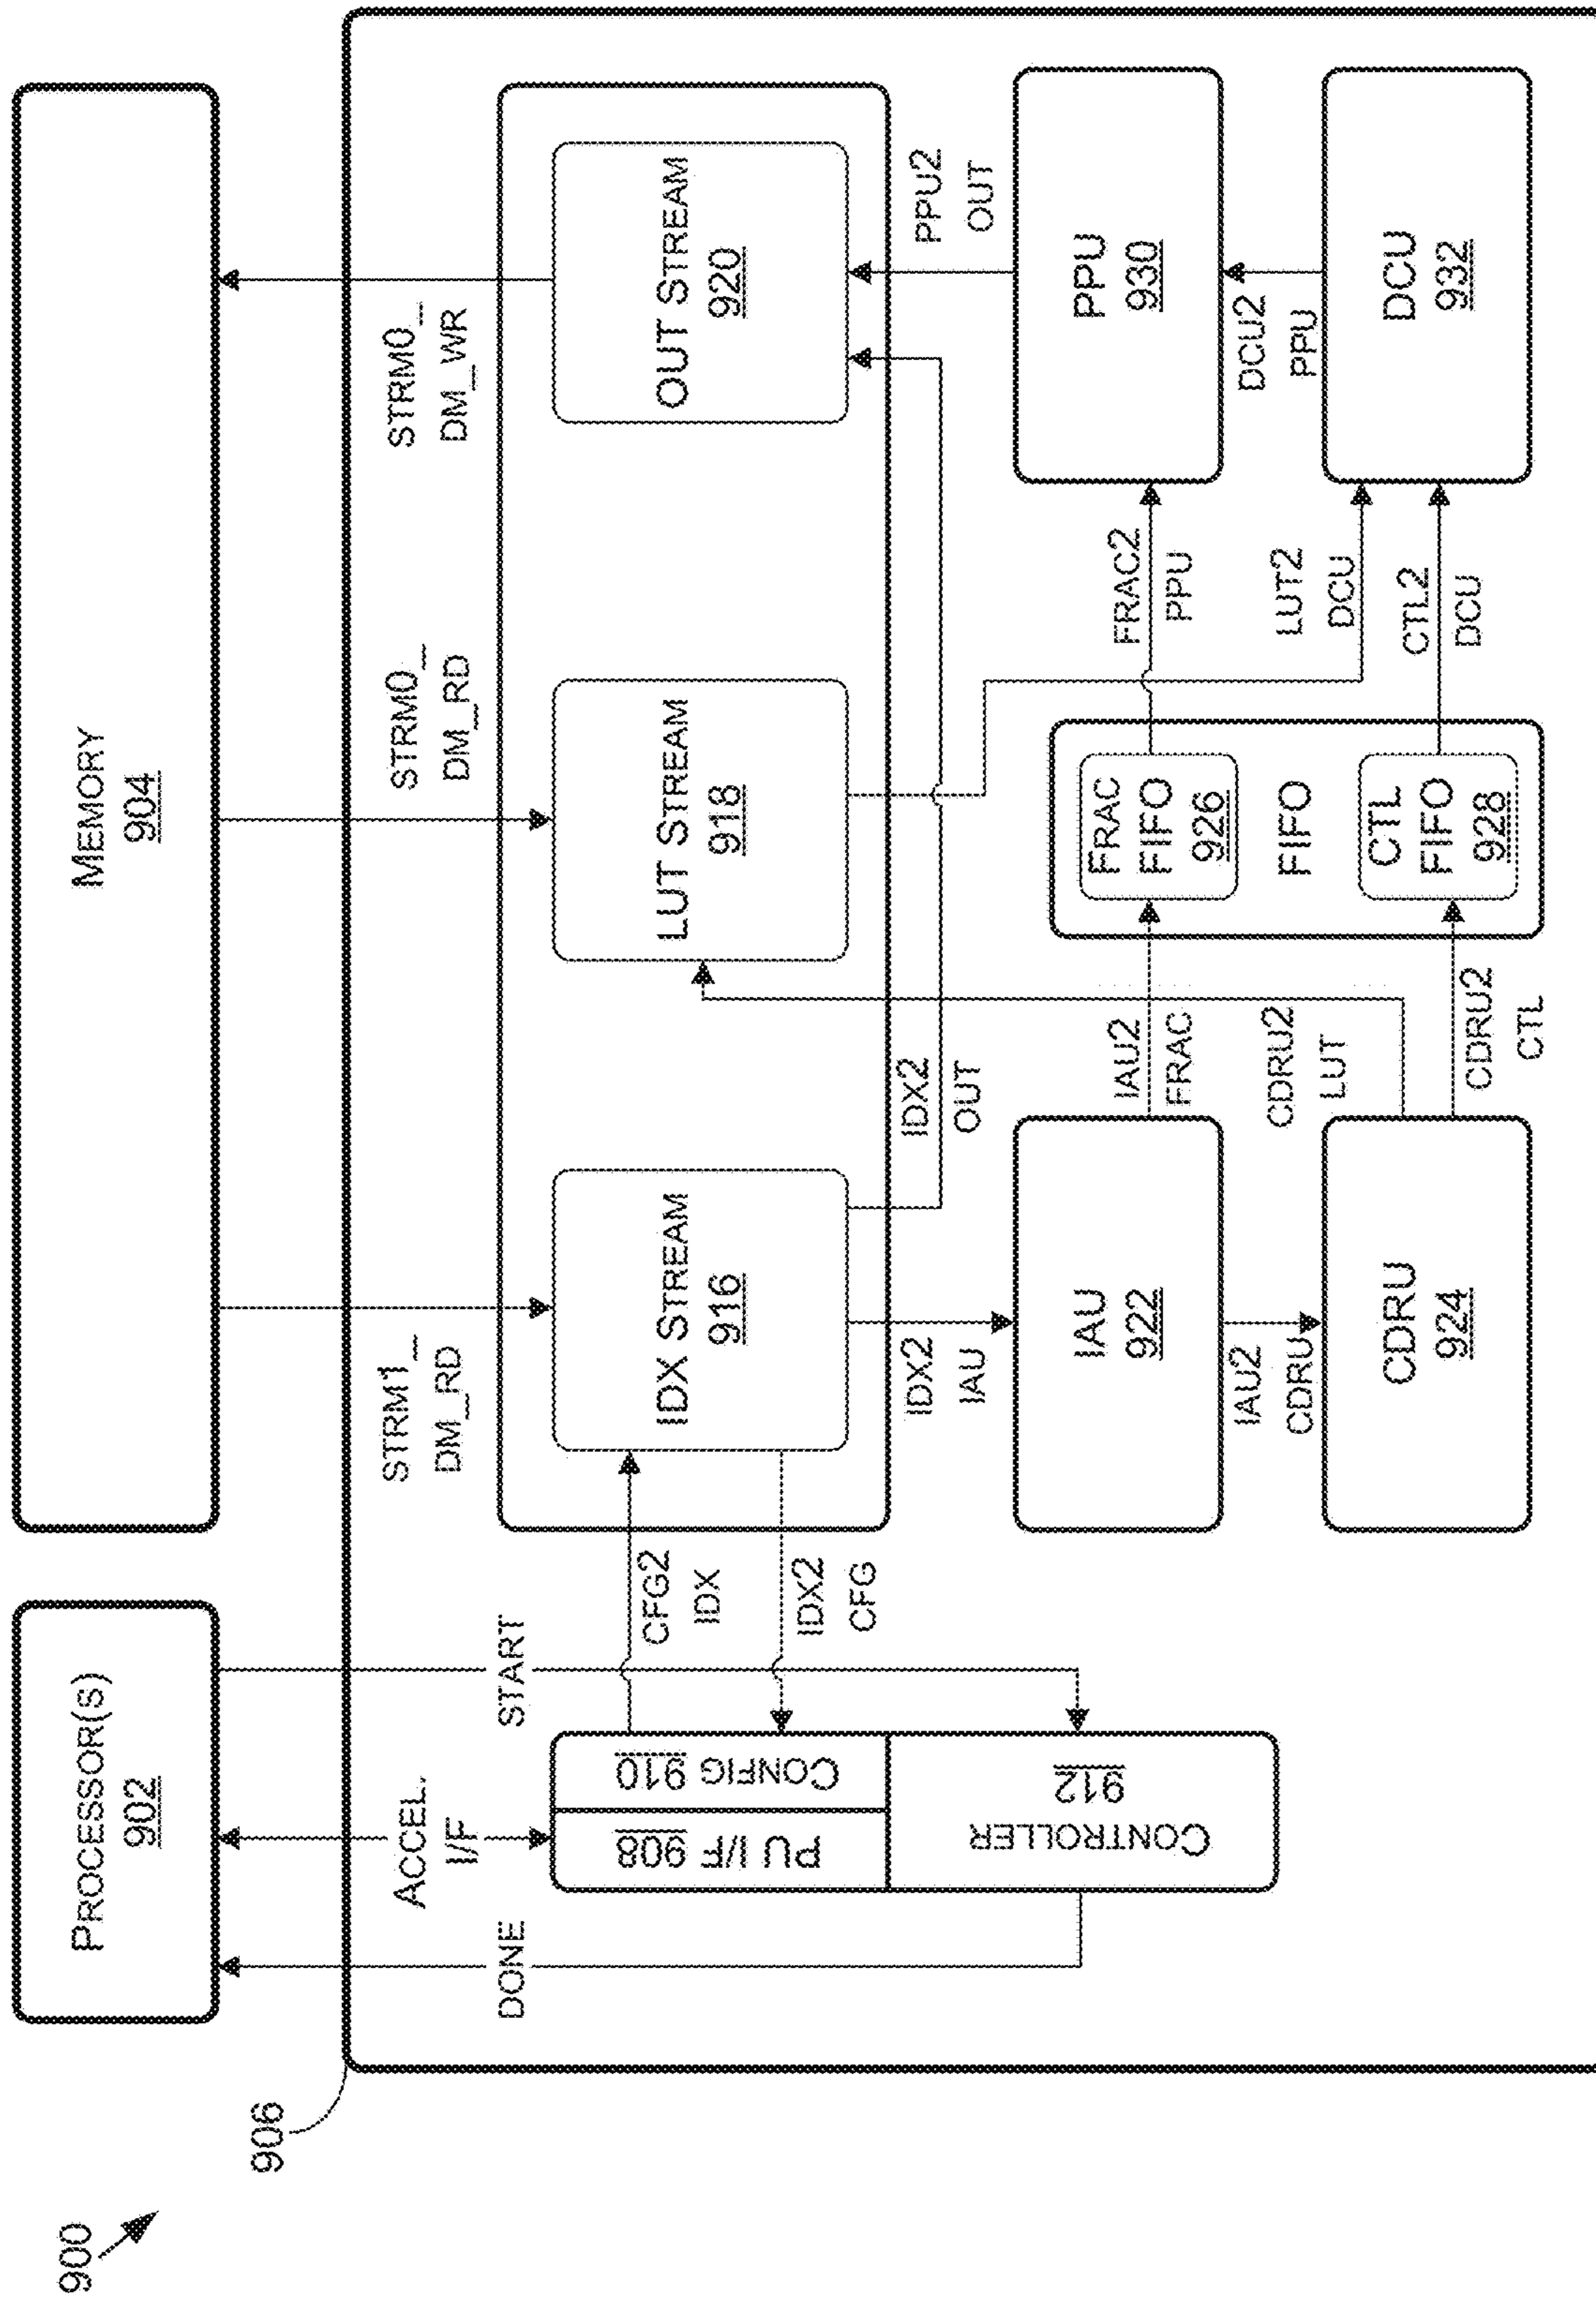 900
906
PROCESSOR(S)
902
MEMORY
904
DONE
ACCEL.
I/F
START
STRM1_
DM_RD
STRM0_
DM_RD
STRM0_
DM_WR
PU I/F 908
CONFIG 910
CONTROLLER
912
CFG2
IDX
IDX2
CFG
IDX STREAM
916
LUT STREAM
918
OUT STREAM
920
IDX2
IAU
IDX2
OUT
PPU2
OUT
IAU
922
IAU2
FRAC
FRAC
FIFO
926
FIFO
CTL
FIFO
928
FRAC2
PPU
PPU
930
IAU2
CDRU
CDRU2
LUT
LUT2
DCU
DCU2
PPU
CDRU
924
CDRU2
CTL
CTL2
DCU
DCU
932